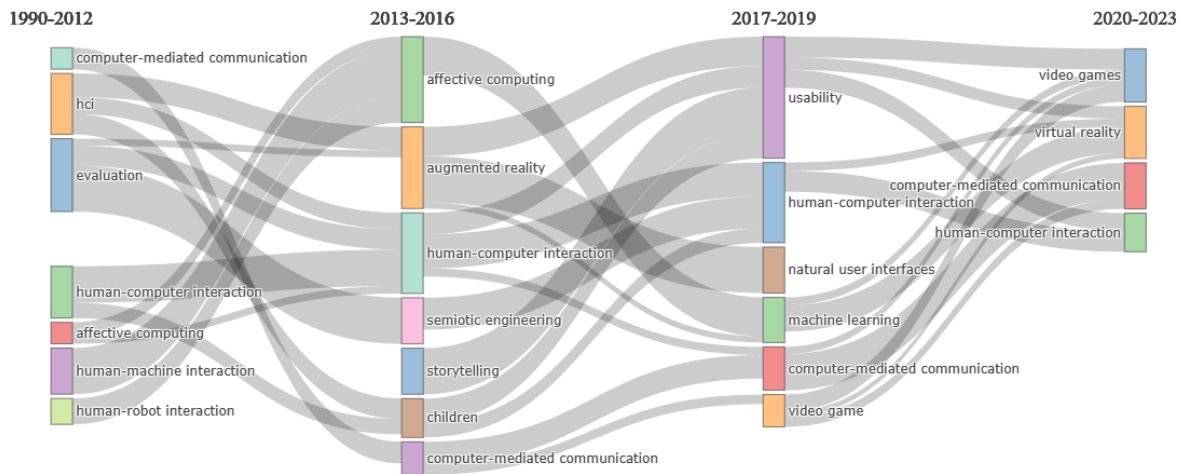 1990-2012
2013-2016
2017-2019
2020-2023
computer-mediated communication
hci
evaluation
human-computer interaction
affective computing
human-machine interaction
human-robot interaction
affective computing
augmented reality
human-computer interaction
semiotic engineering
storytelling
children
computer-mediated communication
usability
human-computer interaction
natural user interfaces
machine learning
computer-mediated communication
video game
video games
virtual reality
computer-mediated communication
human-computer interaction